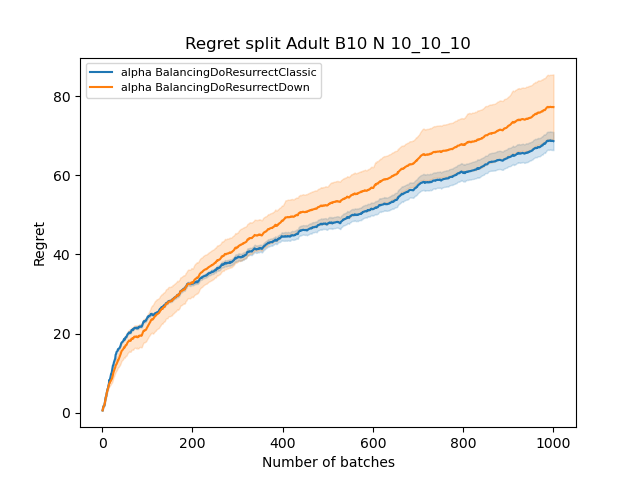 Regret split Adult B10 N 10_10_10
alpha BalancingDoResurrectClassic
alpha BalancingDoResurrectDown
80
60
40
20
0
Regret
0 200 400 600 800 1000
Number of batches